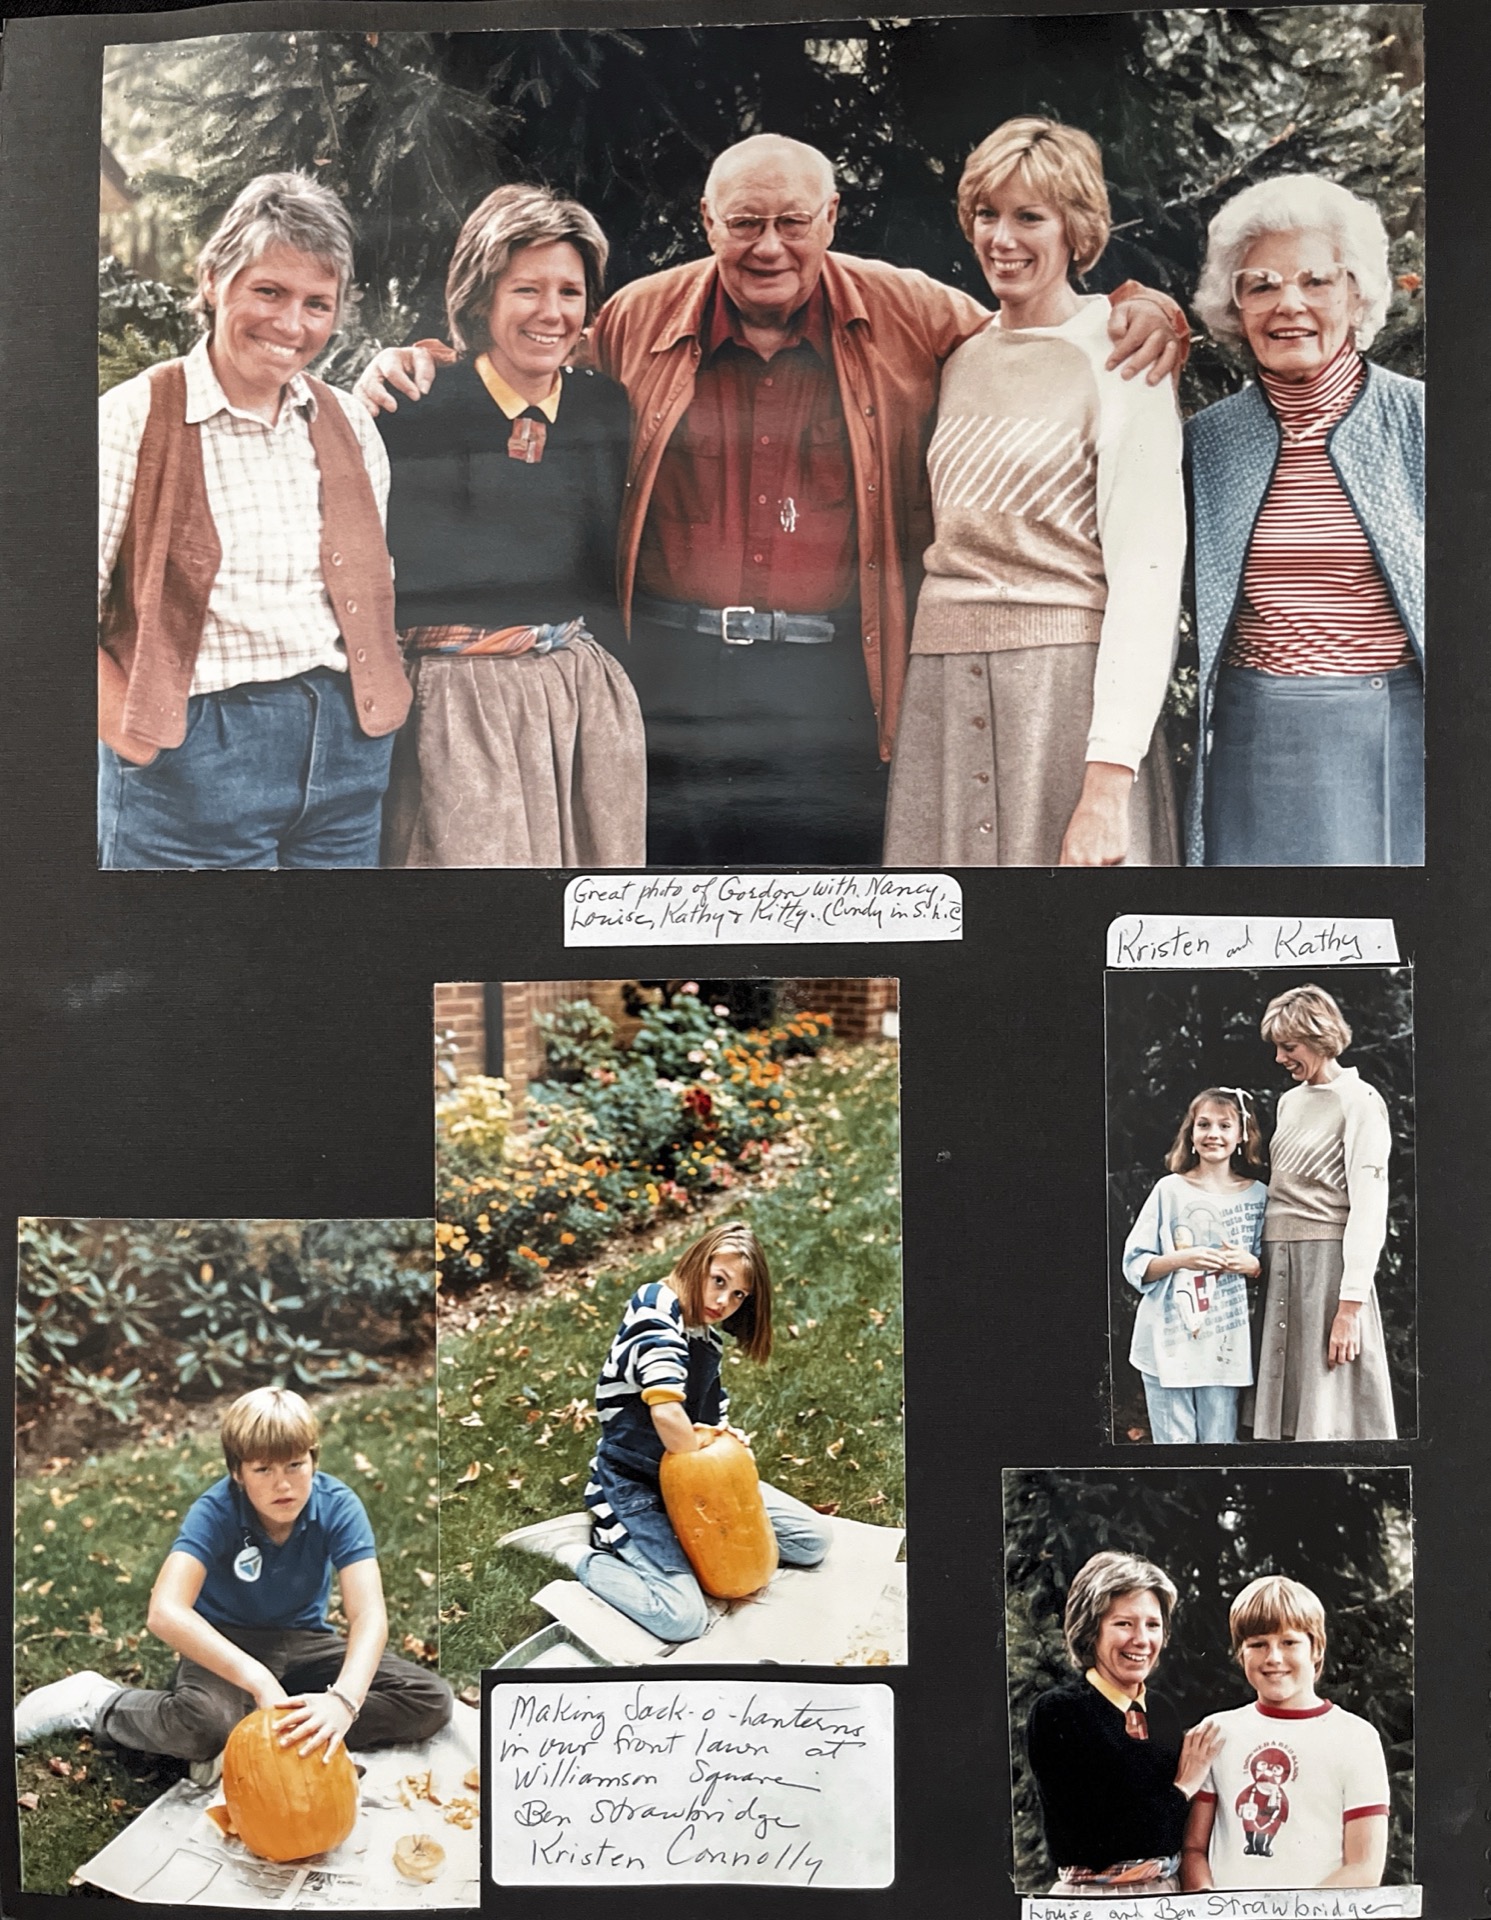 Great photo of Gordon with Nancy,
Louise, Kathy & Kitty. (Cindy in S.h.c)
Kristen and Kathy.
Making Jack-o-hanterns
in our front lawn at
Williamson Square
Ben Strawbridge
Kristen Connolly
Louise and Ben Strawbridge